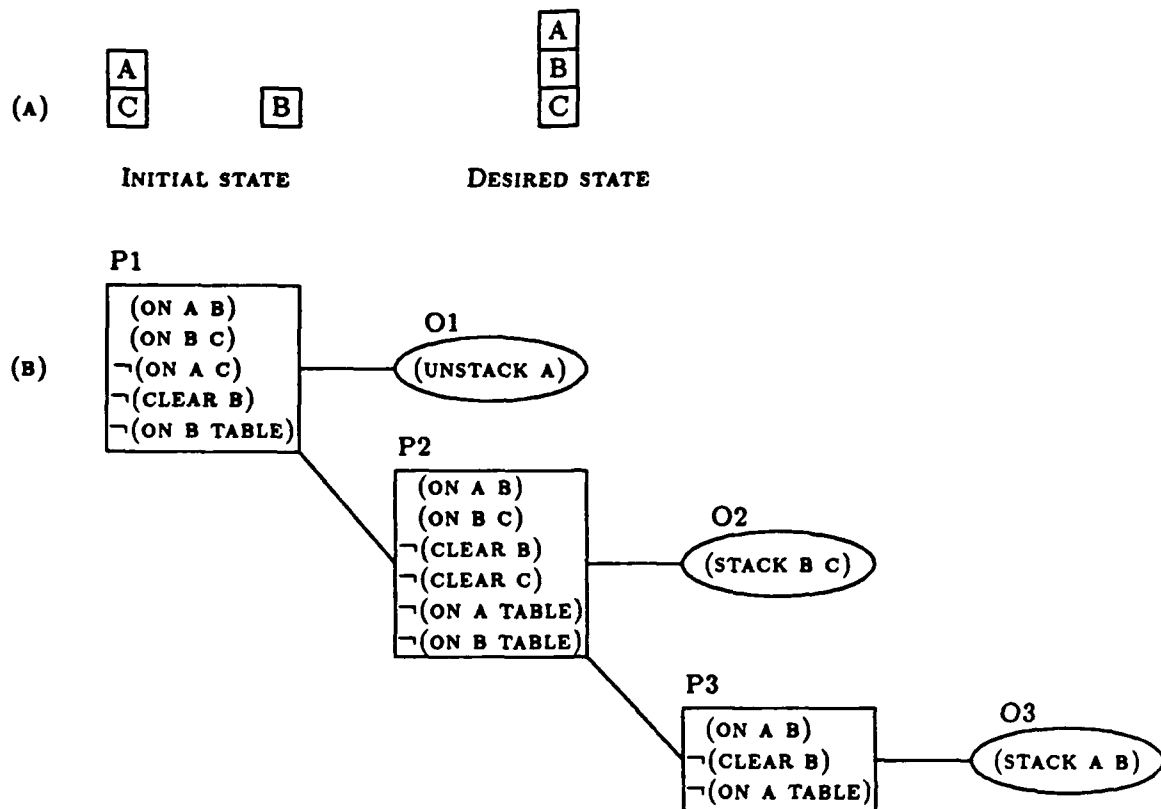 A
A
B
(A) C B C
INITIAL STATE DESIRED STATE
P1
(ON A B)
(ON B C)
(B) ¬(ON A C)
¬(CLEAR B)
¬(ON B TABLE)
O1
(UNSTACK A)
P2
(ON A B)
(ON B C)
¬(CLEAR B)
¬(CLEAR C)
¬(ON A TABLE)
¬(ON B TABLE)
O2
(STACK B C)
P3
(ON A B)
¬(CLEAR B)
¬(ON A TABLE)
O3
(STACK A B)